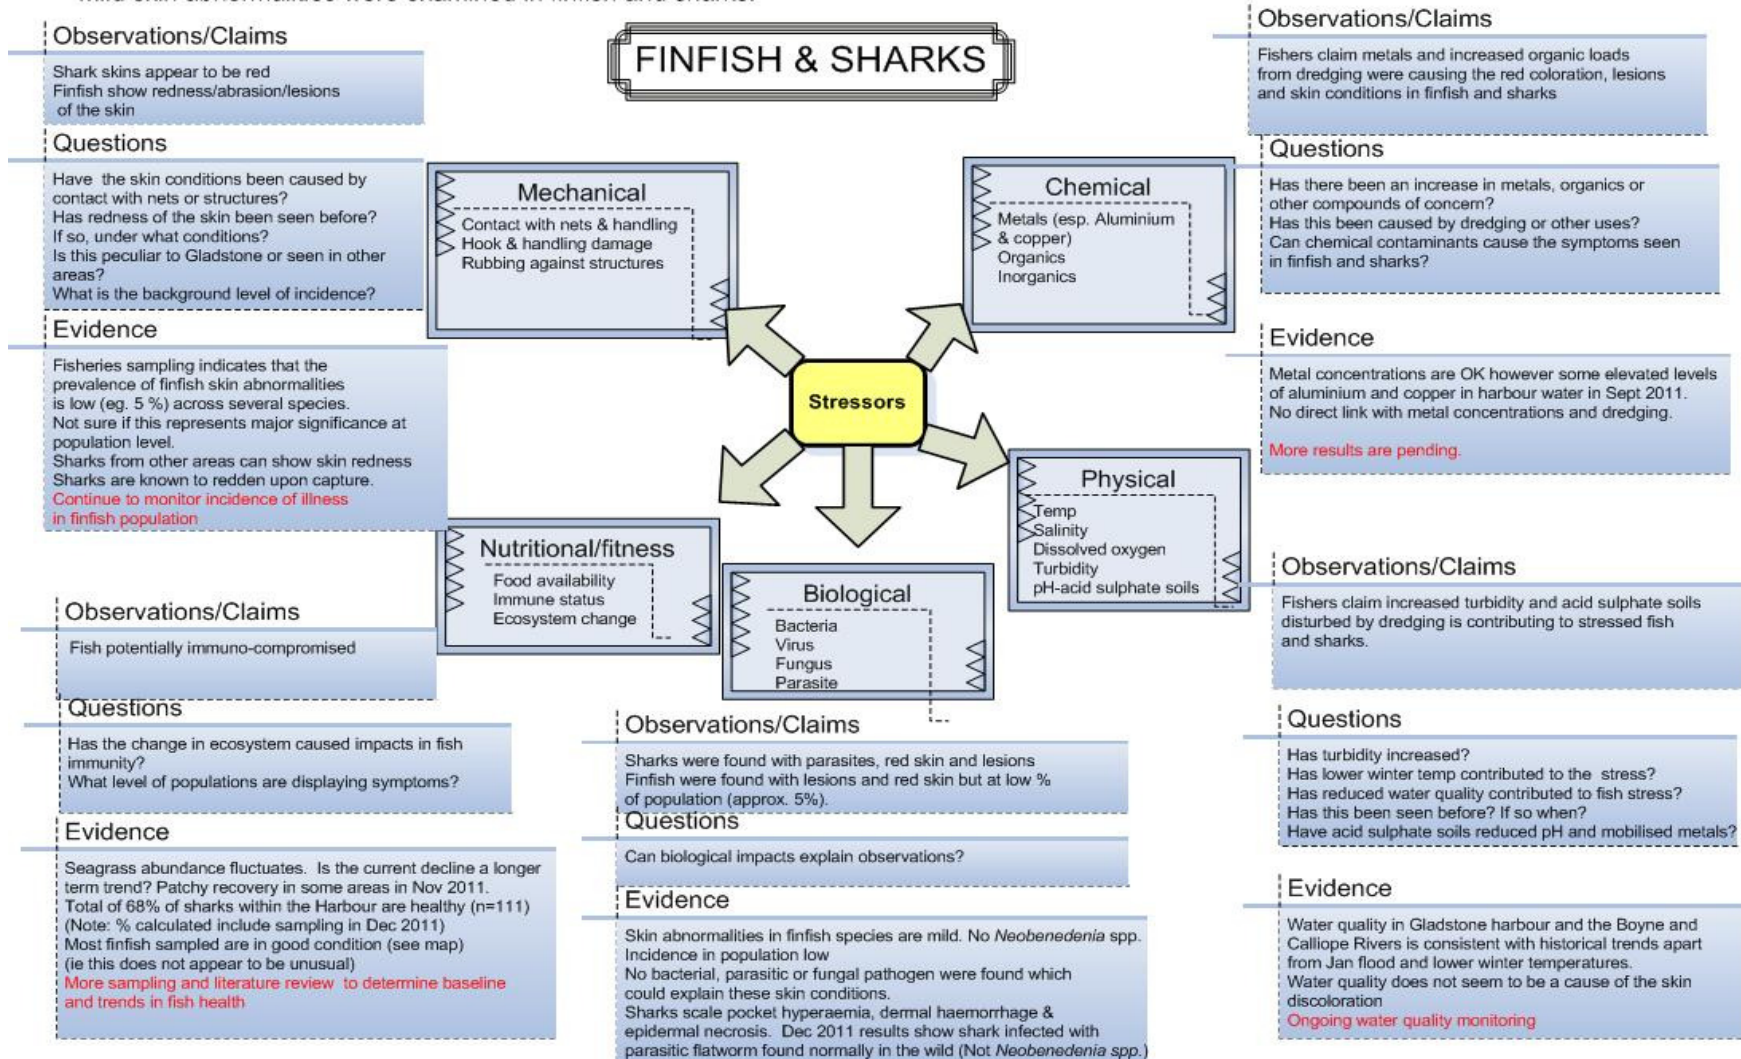 Mild skin abnormalities were examined in finfish and sharks.
FINFISH & SHARKS
Observations/Claims
Shark skins appear to be red
Finfish show redness/abrasion/lesions
of the skin
Questions
Have the skin conditions been caused by
contact with nets or structures?
Has redness of the skin been seen before?
If so, under what conditions?
Is this peculiar to Gladstone or seen in other
areas?
What is the background level of incidence?
Evidence
Fisheries sampling indicates that the
prevalence of finfish skin abnormalities
is low (eg. 5 %) across several species.
Not sure if this represents major significance at
population level.
Sharks from other areas can show skin redness
Sharks are known to redden upon capture.
Continue to monitor incidence of illness
in finfish population
Mechanical
Contact with nets & handling
Hook & handling damage
Rubbing against structures
Chemical
Metals (esp. Aluminium
& copper)
Organics
Inorganics
Observations/Claims
Fishers claim metals and increased organic loads
from dredging were causing the red coloration, lesions
and skin conditions in finfish and sharks
Questions
Has there been an increase in metals, organics or
other compounds of concern?
Has this been caused by dredging or other uses?
Can chemical contaminants cause the symptoms seen
in finfish and sharks?
Evidence
Metal concentrations are OK however some elevated levels
of aluminium and copper in harbour water in Sept 2011.
No direct link with metal concentrations and dredging.
More results are pending.
Stressors
Nutritional/fitness
Food availability
Immune status
Ecosystem change
Biological
Bacteria
Virus
Fungus
Parasite
Physical
Temp
Salinity
Dissolved oxygen
Turbidity
pH-acid sulphate soils
Observations/Claims
Fish potentially immuno-compromised
Questions
Has the change in ecosystem caused impacts in fish
immunity?
What level of populations are displaying symptoms?
Evidence
Seagrass abundance fluctuates. Is the current decline a longer
term trend? Patchy recovery in some areas in Nov 2011.
Total of 68% of sharks within the Harbour are healthy (n=111)
(Note: % calculated include sampling in Dec 2011)
Most finfish sampled are in good condition (see map)
(ie this does not appear to be unusual)
More sampling and literature review to determine baseline
and trends in fish health
Observations/Claims
Sharks were found with parasites, red skin and lesions
Finfish were found with lesions and red skin but at low %
of population (approx. 5%).
Questions
Can biological impacts explain observations?
Evidence
Skin abnormalities in finfish species are mild. No Neobenedenia spp.
Incidence in population low
No bacterial, parasitic or fungal pathogen were found which
could explain these skin conditions.
Sharks scale pocket hyperaemia, dermal haemorrhage &
epidermal necrosis. Dec 2011 results show shark infected with
parasitic flatworm found normally in the wild (Not Neobenedenia spp.)
Observations/Claims
Fishers claim increased turbidity and acid sulphate soils
disturbed by dredging is contributing to stressed fish
and sharks.
Questions
Has turbidity increased?
Has lower winter temp contributed to the stress?
Has reduced water quality contributed to fish stress?
Has this been seen before? If so when?
Have acid sulphate soils reduced pH and mobilised metals?
Evidence
Water quality in Gladstone harbour and the Boyne and
Calliope Rivers is consistent with historical trends apart
from Jan flood and lower winter temperatures.
Water quality does not seem to be a cause of the skin
discoloration
Ongoing water quality monitoring